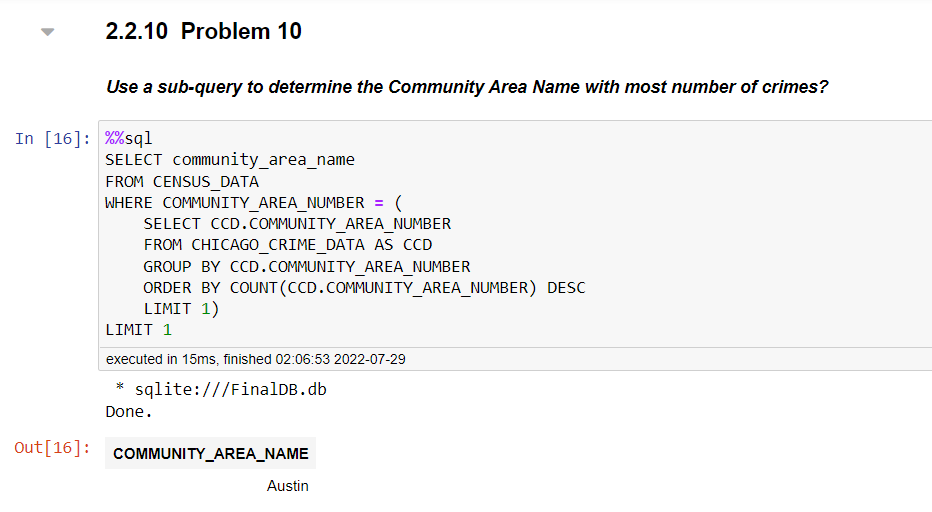 2.2.10 Problem 10
Use a sub-query to determine the Community Area Name with most number of crimes?
In [16]:
%%sql
SELECT community_area_name
FROM CENSUS_DATA
WHERE COMMUNITY_AREA_NUMBER = (
    SELECT CCD.COMMUNITY_AREA_NUMBER
    FROM CHICAGO_CRIME_DATA AS CCD
    GROUP BY CCD.COMMUNITY_AREA_NUMBER
    ORDER BY COUNT(CCD.COMMUNITY_AREA_NUMBER) DESC
    LIMIT 1)
LIMIT 1
executed in 15ms, finished 02:06:53 2022-07-29
* sqlite:///FinalDB.db
Done.
Out[16]:
COMMUNITY_AREA_NAME
Austin